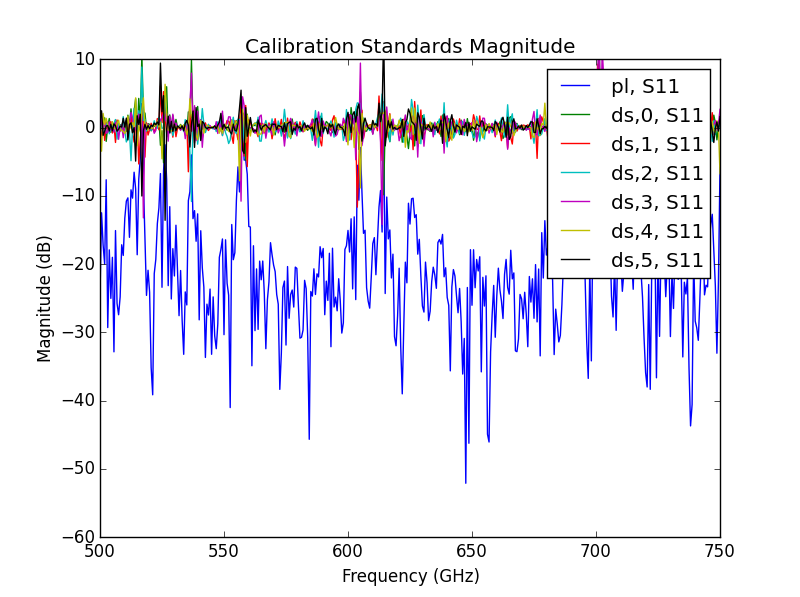 Calibration Standards Magnitude
10
0
−10
−20
−30
−40
−50
−60
Magnitude (dB)
pl, S11
ds,0, S11
ds,1, S11
ds,2, S11
ds,3, S11
ds,4, S11
ds,5, S11
500
550
600
650
700
750
Frequency (GHz)